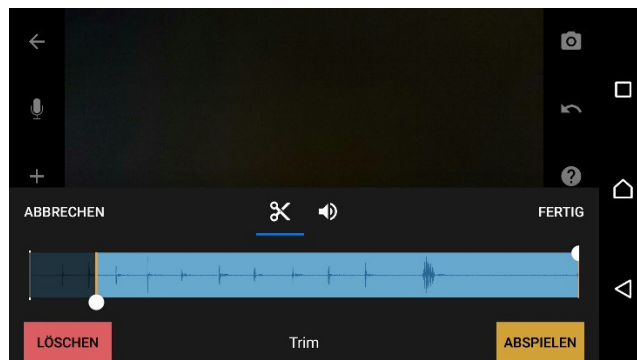 ABBRECHEN
FERTIG
LÖSCHEN
Trim
ABSPIELEN